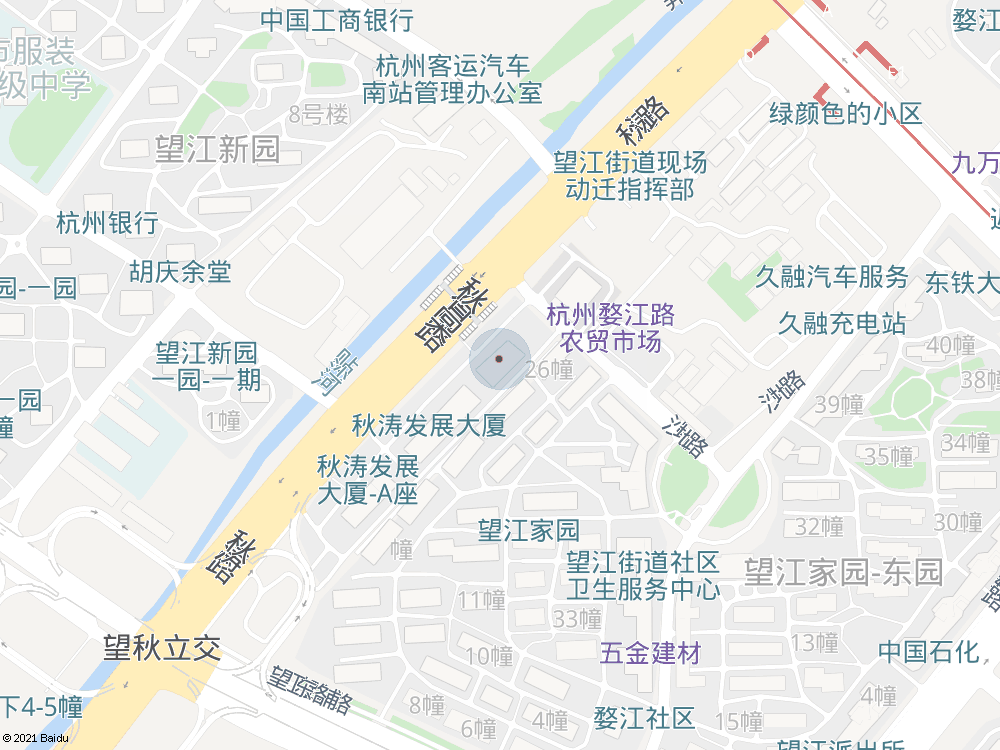 中国工商银行
婺江
市服装
级中学
杭州客运汽车
南站管理办公室
8号楼
秋涛路
绿颜色的小区
望江新园
望江街道现场
动迁指挥部
九万
杭州银行
胡庆余堂
园-一园
久融汽车服务
东铁大
杭州婺江路
农贸市场
久融充电站
望江新园
一园-一期
40幢
26幢
38幢
一园
幢
1幢
39幢
秋涛发展大厦
34幢
35幢
秋涛发展
大厦-A座
30幢
32幢
望江家园
幢
望江街道社区
卫生服务中心
望江家园-东园
11幢
33幢
望秋立交
10幢
五金建材
13幢
中国石化
下4-5幢
8幢
6幢
4幢
婺江社区
15幢
4幢
望江派出所
© 2021 Baidu